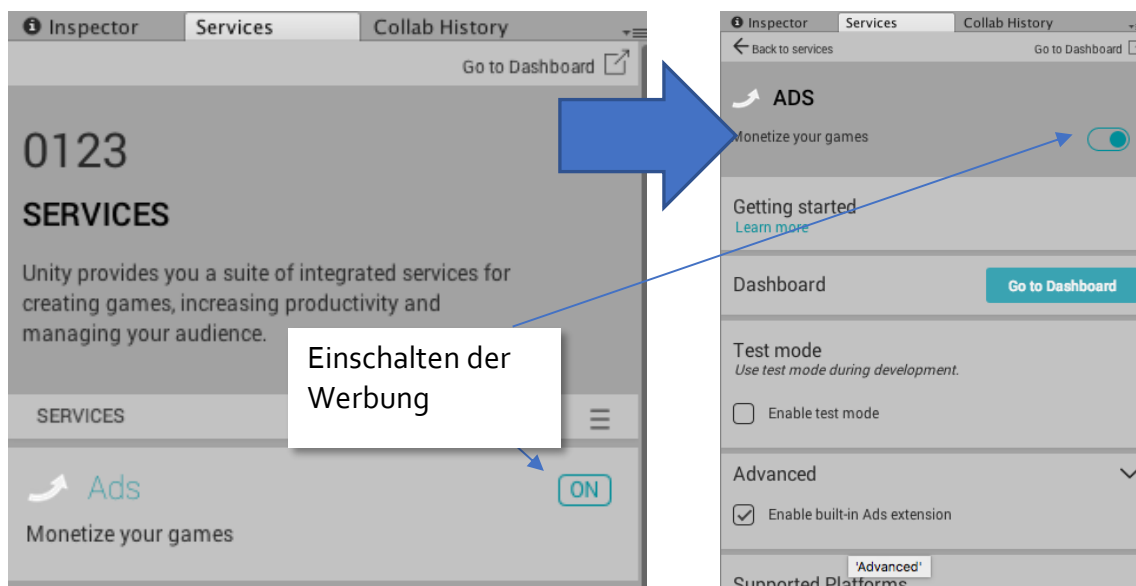 Inspector
Services
Collab History
Go to Dashboard
0123
SERVICES
Unity provides you a suite of integrated services for
creating games, increasing productivity and
managing your audience.
Einschalten der
Werbung
SERVICES
Ads
ON
Monetize your games
Inspector
Services
Collab History
Back to services
Go to Dashboard
ADS
Monetize your games
Getting started
Learn more
Dashboard
Go to Dashboard
Test mode
Use test mode during development.
Enable test mode
Advanced
Enable built-in Ads extension
'Advanced'
Supported Platforms